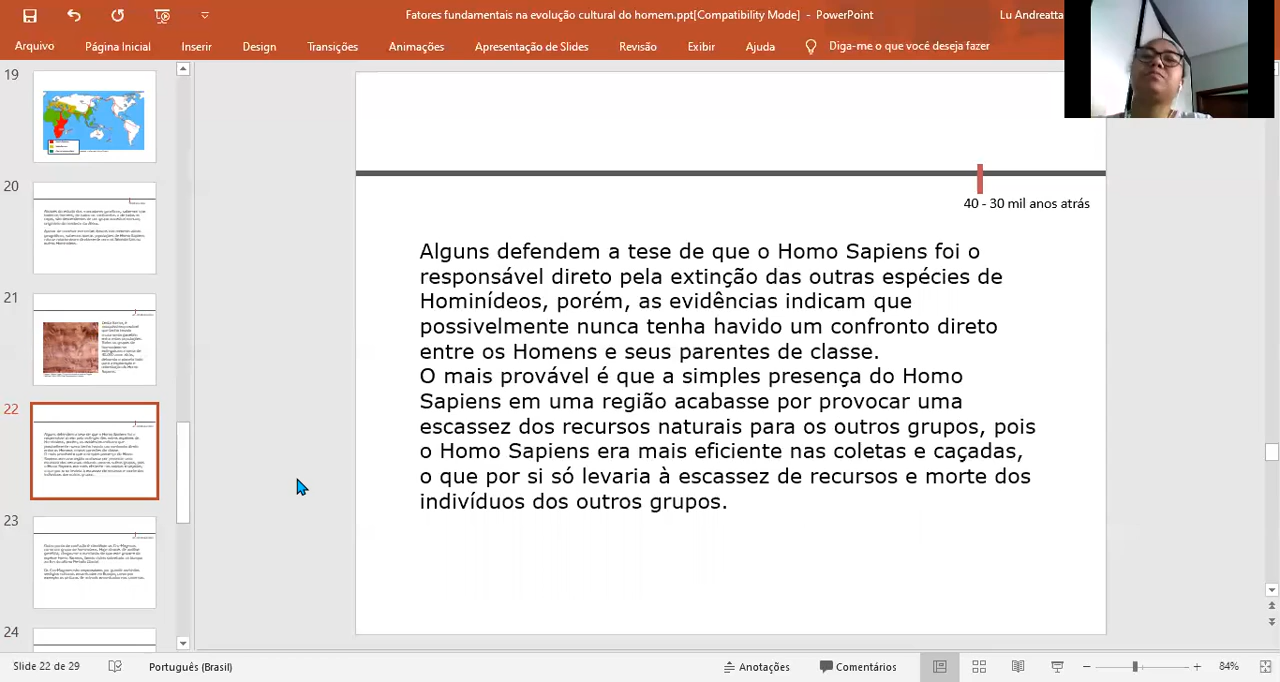 Fatores fundamentais na evolução cultural do homem.ppt[Compatibility Mode] - PowerPoint
Lu Andreatta
Arquivo Página Inicial Inserir Design Transições Animações Apresentação de Slides Revisão Exibir Ajuda Diga-me o que você deseja fazer
19
20
21
22
23
24
40 - 30 mil anos atrás
Alguns defendem a tese de que o Homo Sapiens foi o
responsável direto pela extinção das outras espécies de
Hominídeos, porém, as evidências indicam que
possivelmente nunca tenha havido um confronto direto
entre os Homens e seus parentes de classe.
O mais provável é que a simples presença do Homo
Sapiens em uma região acabasse por provocar uma
escassez dos recursos naturais para os outros grupos, pois
o Homo Sapiens era mais eficiente nas coletas e caçadas,
o que por si só levaria à escassez de recursos e morte dos
indivíduos dos outros grupos.
Slide 22 de 29 Português (Brasil) Anotações Comentários 84%